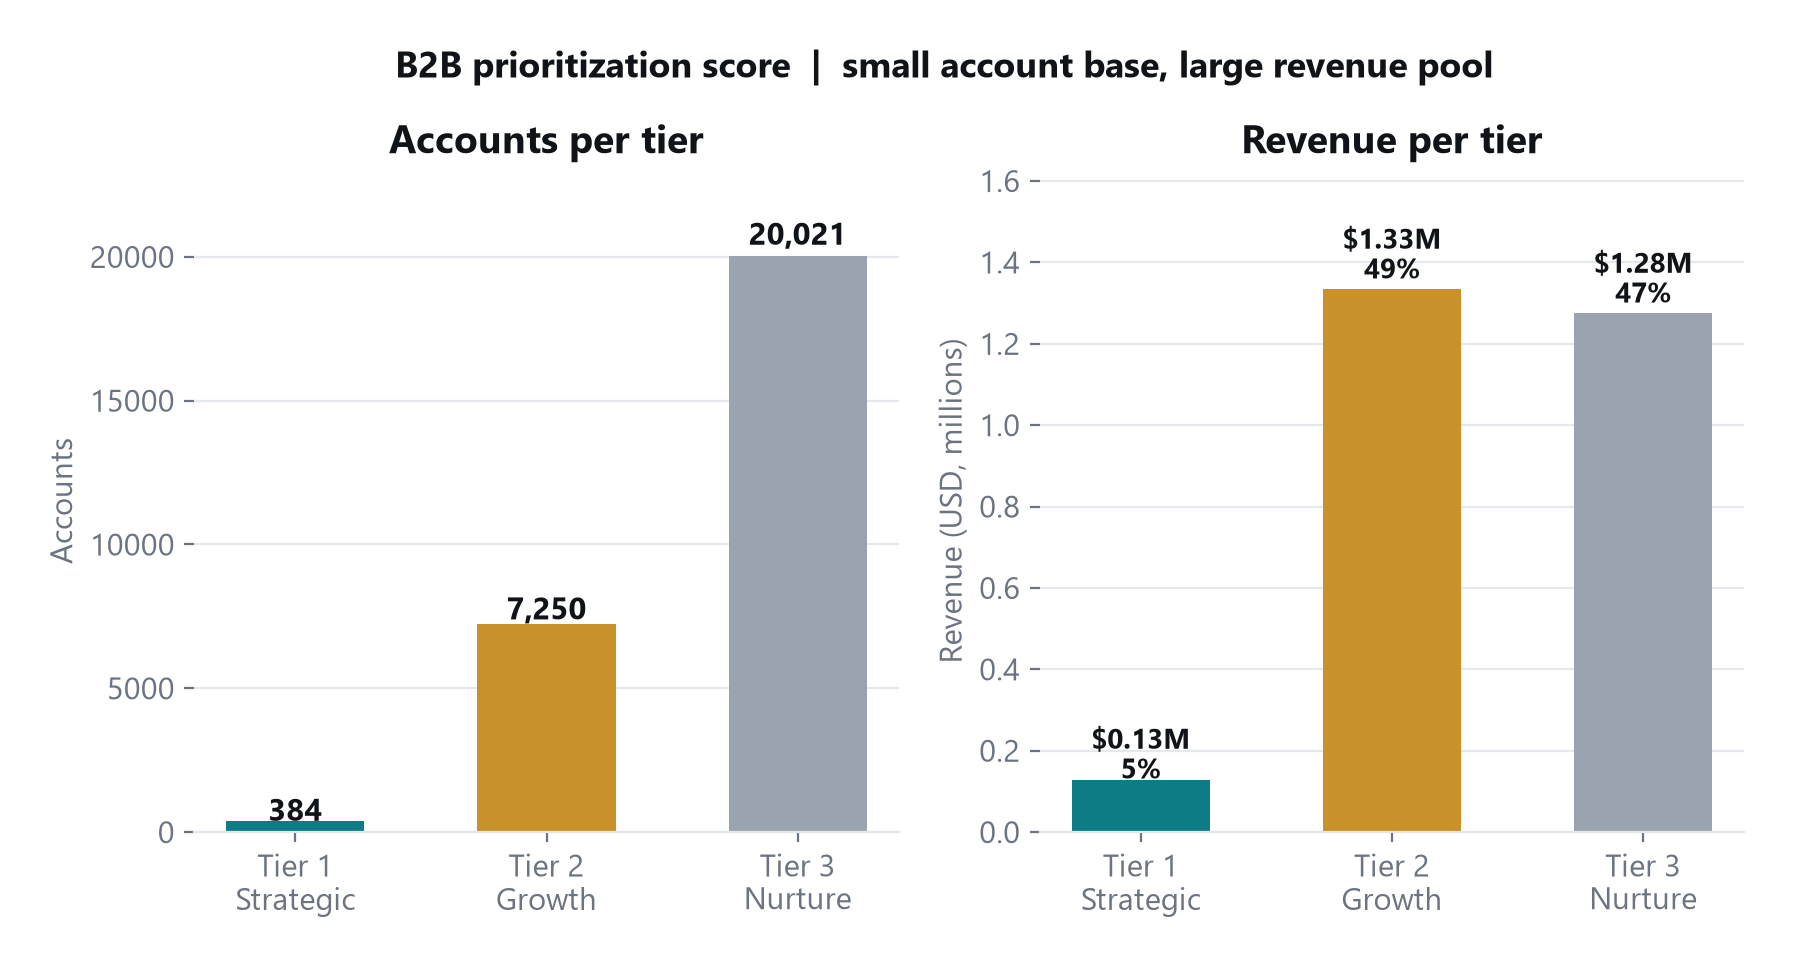 B2B prioritization score | small account base, large revenue pool
Accounts per tier
Accounts
20000
15000
10000
5000
0
384
7,250
20,021
Tier 1
Strategic
Tier 2
Growth
Tier 3
Nurture
Revenue per tier
Revenue (USD, millions)
1.6
1.4
1.2
1.0
0.8
0.6
0.4
0.2
0.0
$0.13M
5%
$1.33M
49%
$1.28M
47%
Tier 1
Strategic
Tier 2
Growth
Tier 3
Nurture